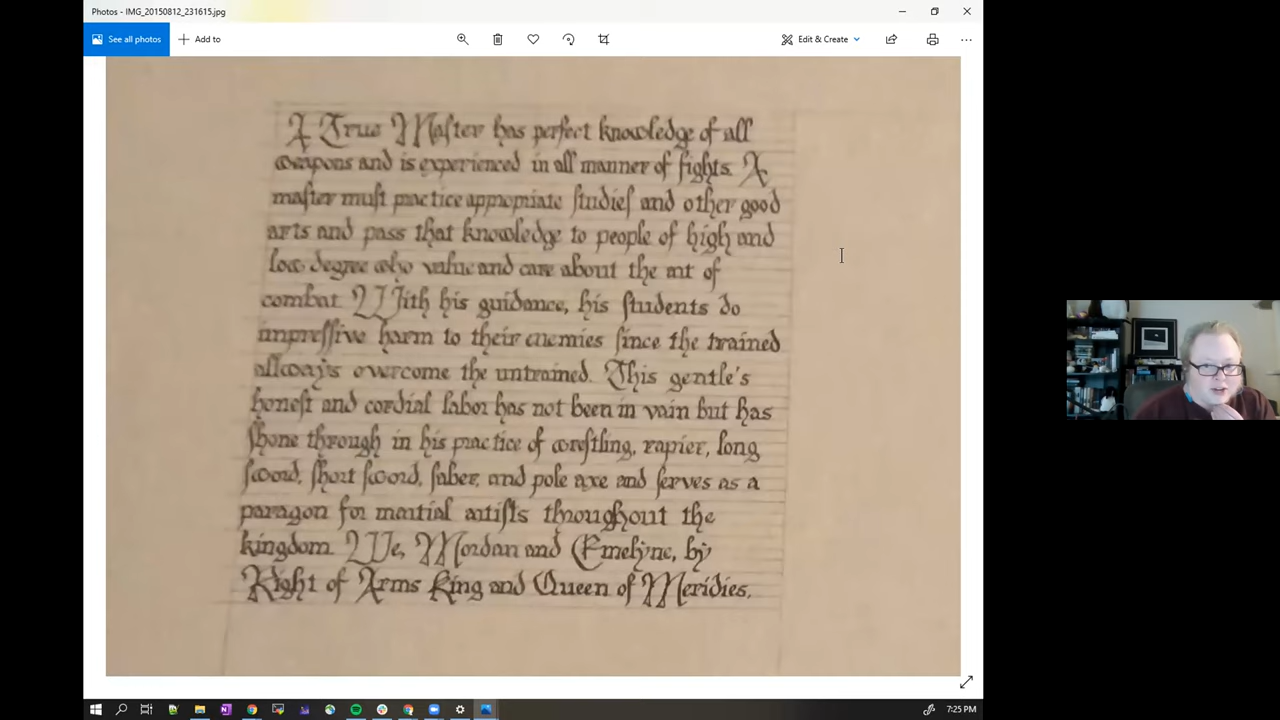 Photos - IMG_20150812_231615.jpg
See all photos
Add to
Edit & Create
A True Maſter has perfect knowledge of all
weapons and is experienced in all manner of fights. A
maſter muſt practice appropriate ſtudieſ and other good
arts and pass that knowledge to people of high and
low degree who value and care about the art of
combat. With his guidance, his ſtudents do
impreſſive harm to their enemies ſince the trained
allways overcome the untrained. This gentle's
honeſt and cordial labor has not been in vain but has
ſhone through in his practice of wreſtling, rapier, long
ſword, ſhort ſword, ſaber, and pole axe and ſerves as a
paragon for martial artiſts throughout the
kingdom. We, Mordan and Emelyne, by
Right of Arms King and Queen of Meridies.
7:25 PM